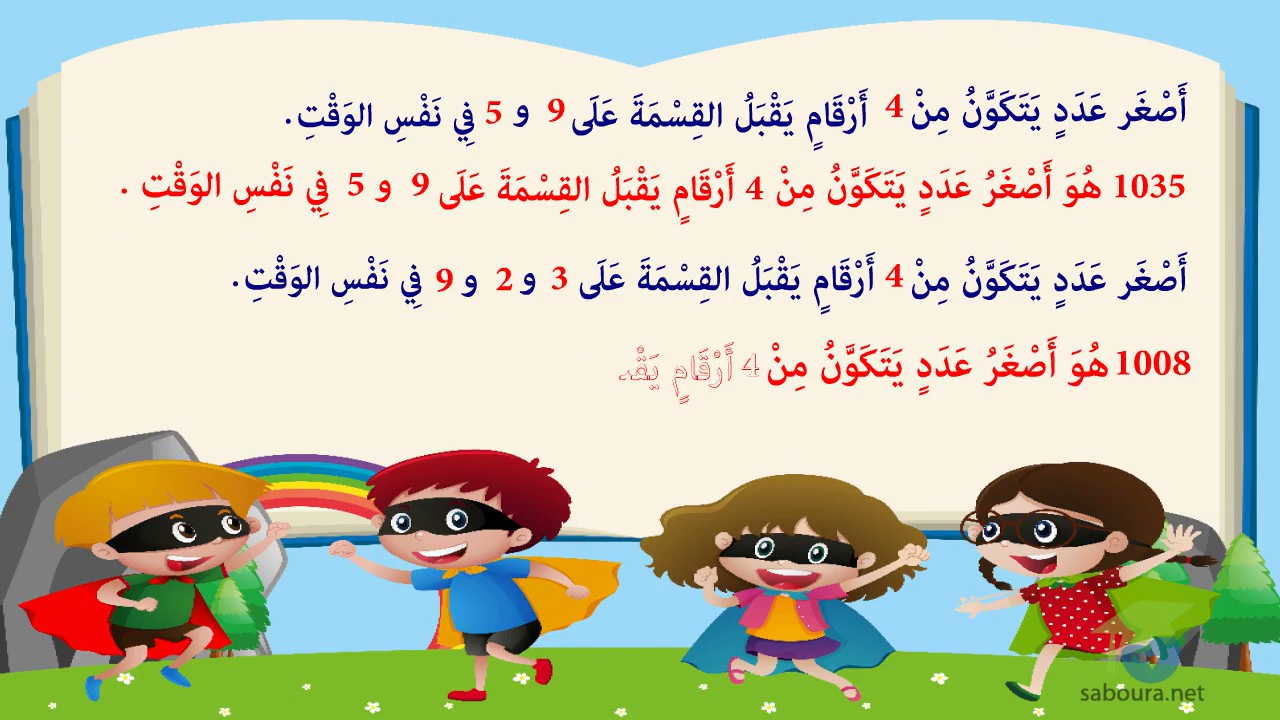 أَصْغَر عَدَدٍ يَتَكَوَّنُ مِنْ 4 أَرْقَامٍ يَقْبَلُ القِسْمَةَ عَلَى 9 و 5 فِي نَفْسِ الوَقْتِ.
1035 هُوَ أَصْغَرُ عَدَدٍ يَتَكَوَّنُ مِنْ 4 أَرْقَامٍ يَقْبَلُ القِسْمَةَ عَلَى 9 و 5 فِي نَفْسِ الوَقْتِ .
أَصْغَر عَدَدٍ يَتَكَوَّنُ مِنْ 4 أَرْقَامٍ يَقْبَلُ القِسْمَةَ عَلَى 3 و 2 و 9 فِي نَفْسِ الوَقْتِ.
1008 هُوَ أَصْغَرُ عَدَدٍ يَتَكَوَّنُ مِنْ 4 أَرْقَامٍ
saboura.net